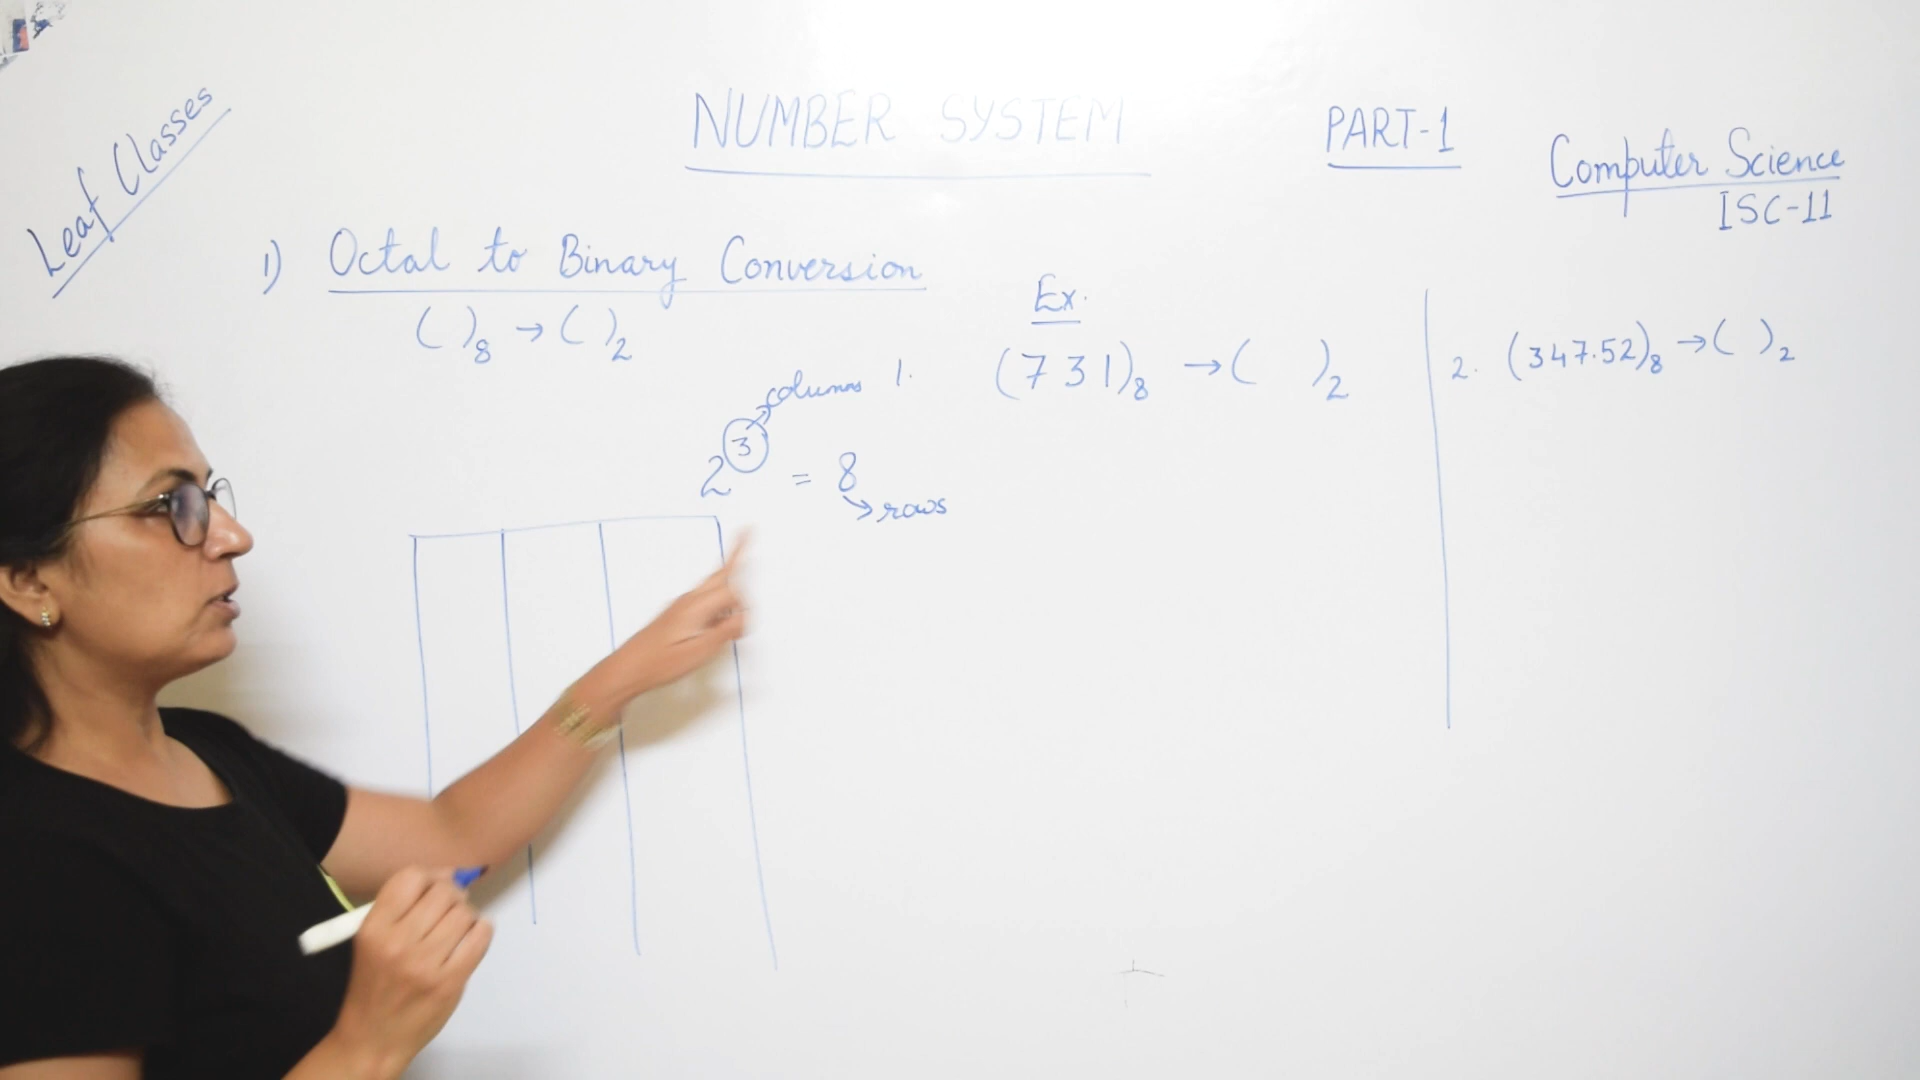 Leaf Classes
NUMBER SYSTEM
PART-1
Computer Science
ISC-11
1) Octal to Binary Conversion
( )₈ → ( )₂
Ex.
1. (731)₈ → ( )₂
2. (347.52)₈ → ( )₂
columns
2³ = 8
rows